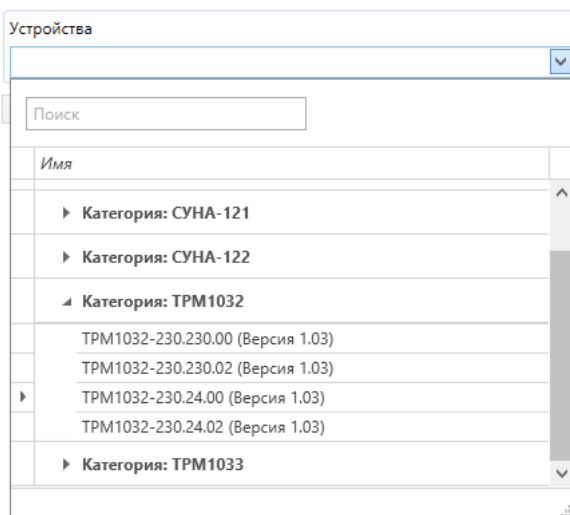 Устройства
Поиск
Имя
Категория: СУНА-121
Категория: СУНА-122
Категория: ТРМ1032
ТРМ1032-230.230.00 (Версия 1.03)
ТРМ1032-230.230.02 (Версия 1.03)
ТРМ1032-230.24.00 (Версия 1.03)
ТРМ1032-230.24.02 (Версия 1.03)
Категория: ТРМ1033